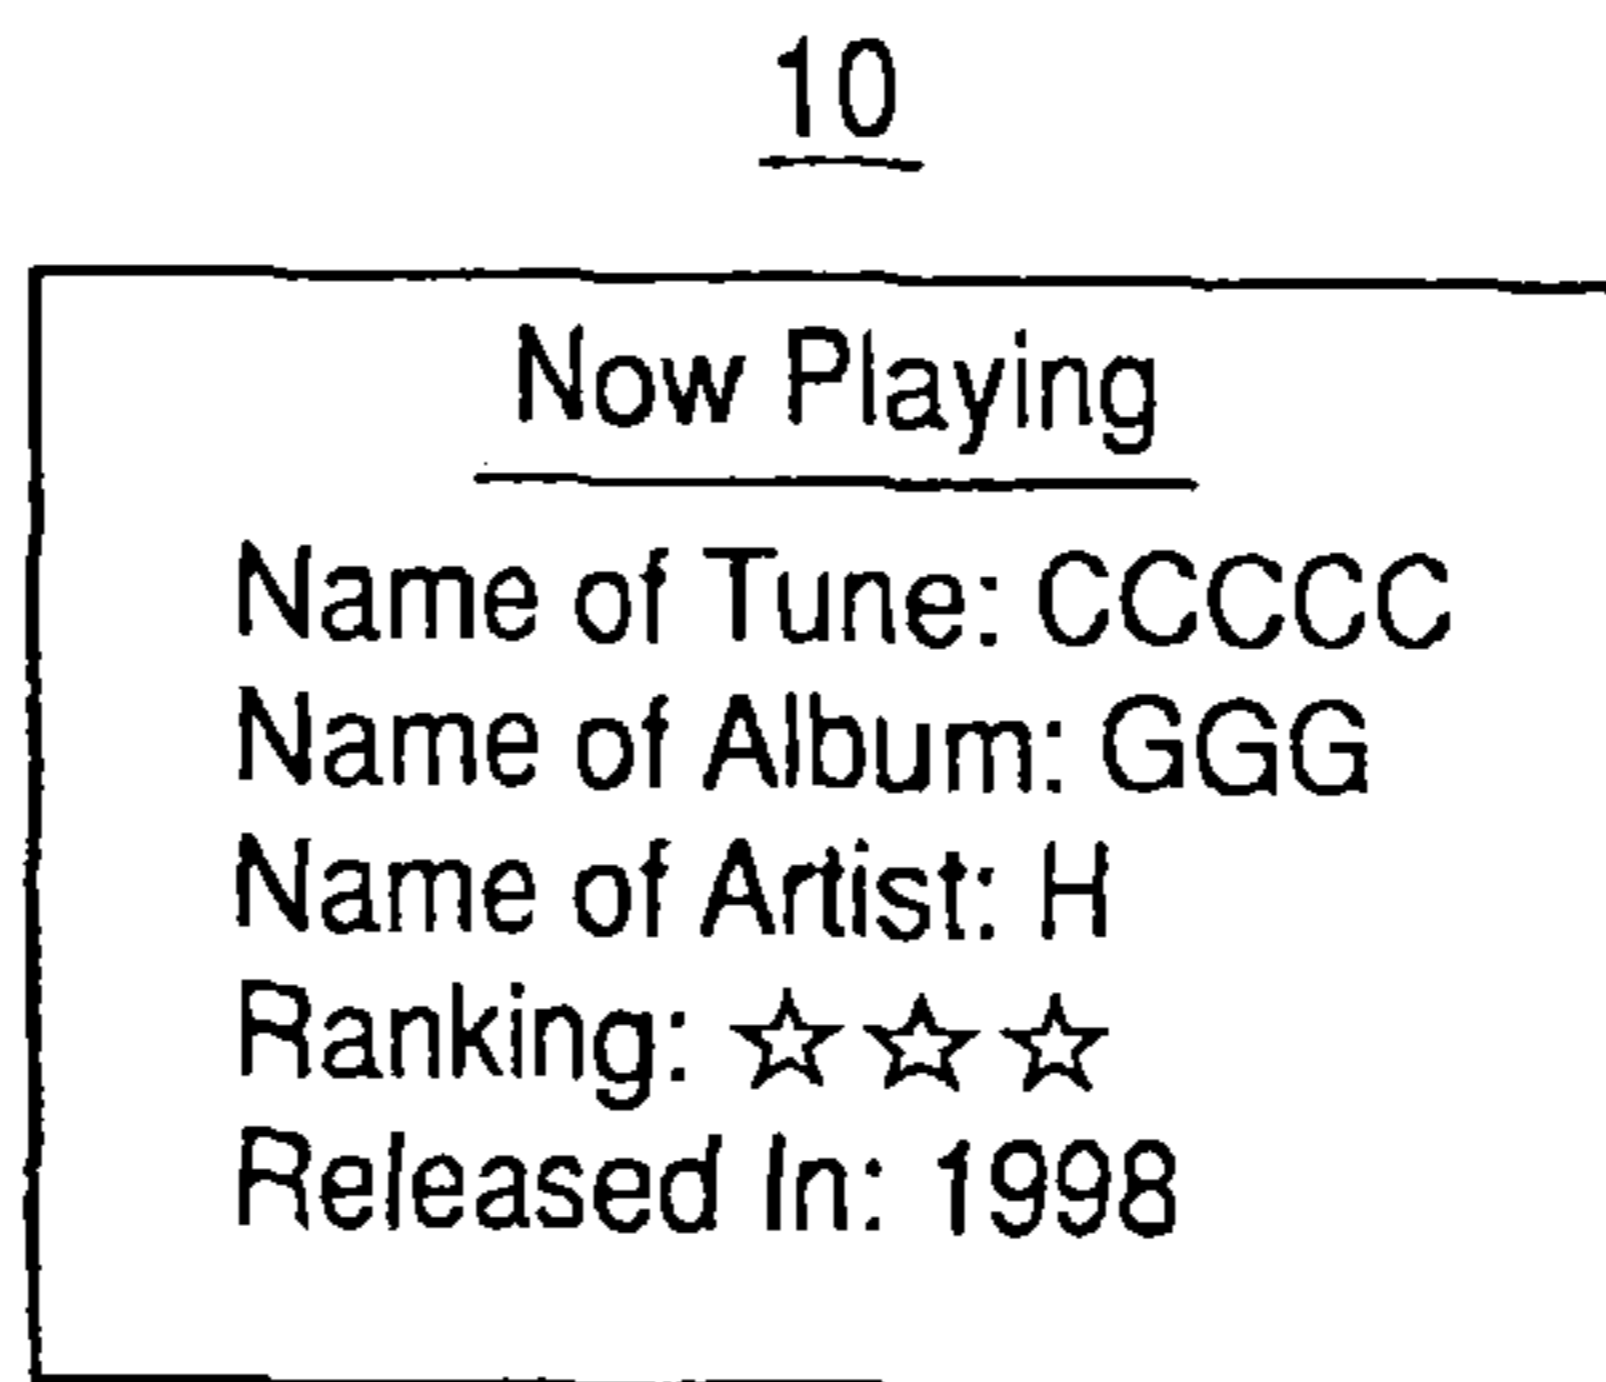 10
Now Playing
Name of Tune: CCCCC
Name of Album: GGG
Name of Artist: H
Ranking: ☆☆☆
Released In: 1998